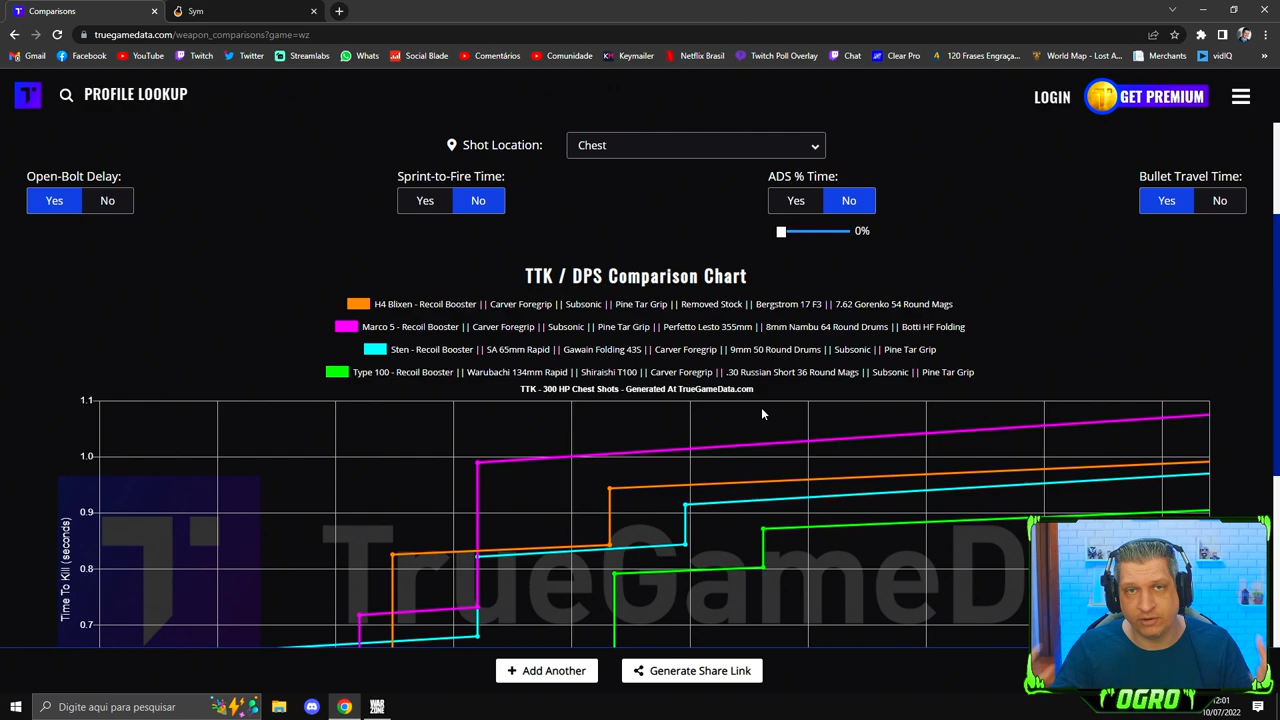 Comparisons
Sym
truegamedata.com/weapon_comparisons?game=wz
Gmail Facebook YouTube Twitch Twitter Streamlabs Whats Social Blade Comentários Comunidade Keymailer Netflix Brasil Twitch Poll Overlay Chat Clear Pro 120 Frases Engraça... World Map - Lost A... Merchants vidIQ
PROFILE LOOKUP
LOGIN
GET PREMIUM
Shot Location: Chest
Open-Bolt Delay: Sprint-to-Fire Time: ADS % Time: Bullet Travel Time:
Yes No Yes No Yes No Yes No
0%
TTK / DPS Comparison Chart
H4 Blixen - Recoil Booster || Carver Foregrip || Subsonic || Pine Tar Grip || Removed Stock || Bergstrom 17 F3 || 7.62 Gorenko 54 Round Mags
Marco 5 - Recoil Booster || Carver Foregrip || Subsonic || Pine Tar Grip || Perfetto Lesto 355mm || 8mm Nambu 64 Round Drums || Botti HF Folding
Sten - Recoil Booster || SA 65mm Rapid || Gawain Folding 43S || Carver Foregrip || 9mm 50 Round Drums || Subsonic || Pine Tar Grip
Type 100 - Recoil Booster || Warubachi 134mm Rapid || Shiraishi T100 || Carver Foregrip || .30 Russian Short 36 Round Mags || Subsonic || Pine Tar Grip
TTK - 300 HP Chest Shots - Generated At TrueGameData.com
1.1
1.0
0.9
0.8
0.7
Time To Kill (seconds)
TrueGameD
+ Add Another
Generate Share Link
OGRO
Digite aqui para pesquisar
WAR
ZONE
12:01
10/07/2022